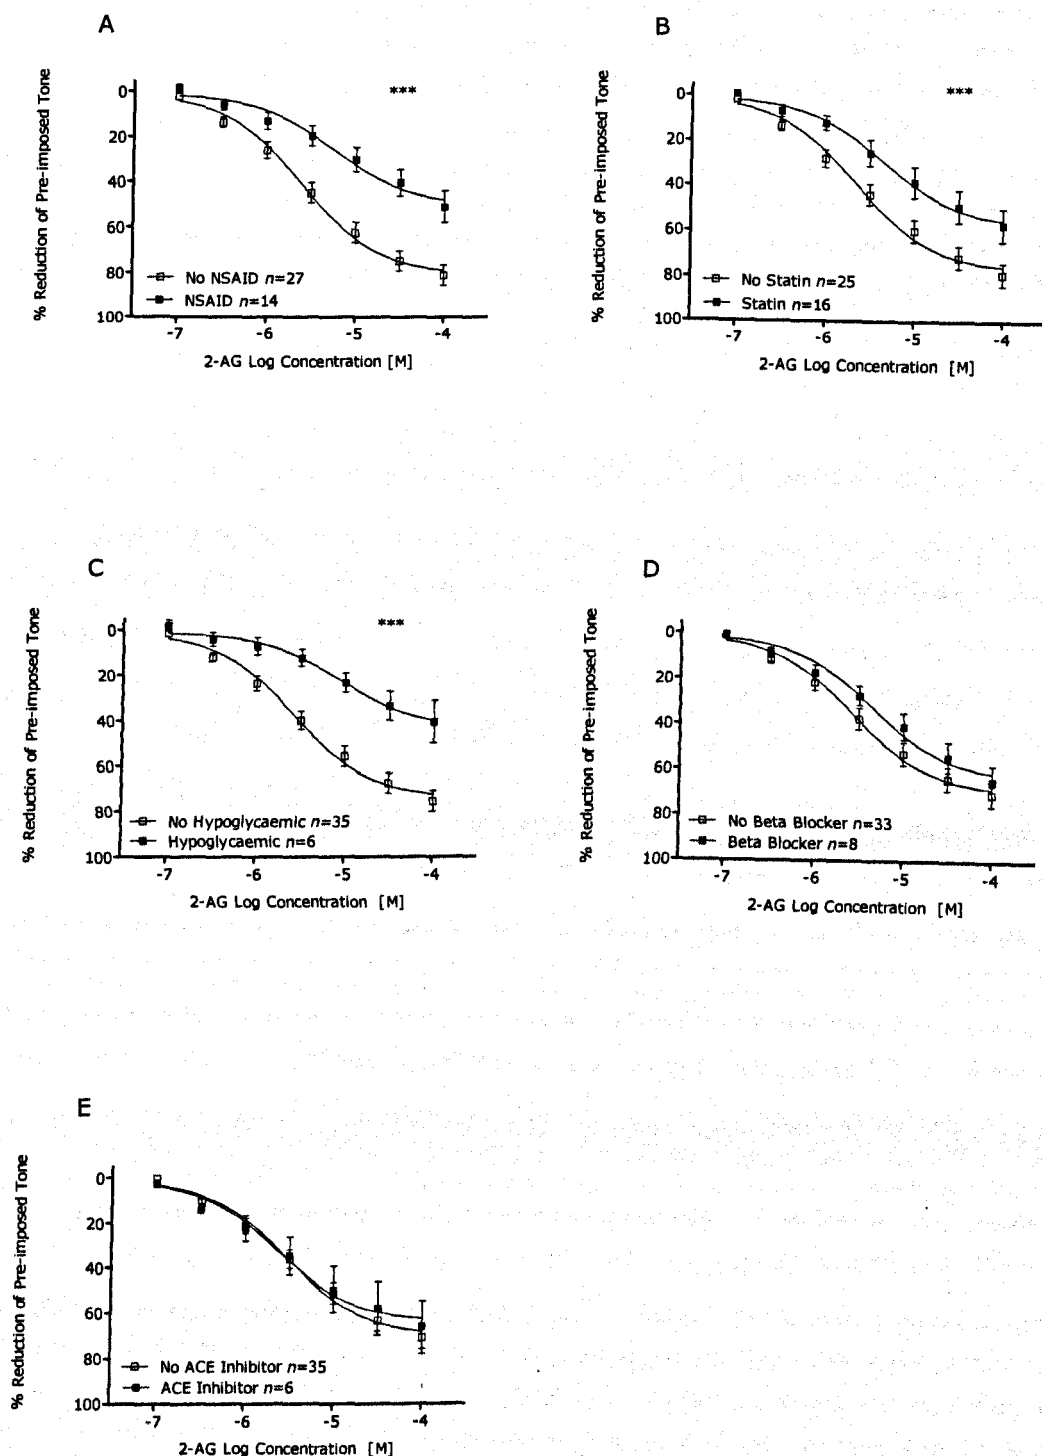 A
% Reduction of Pre-imposed Tone
0
20
40
60
80
100
***
No NSAID n=27
NSAID n=14
-7 -6 -5 -4
2-AG Log Concentration [M]
B
% Reduction of Pre-imposed Tone
0
20
40
60
80
100
***
No Statin n=25
Statin n=16
-7 -6 -5 -4
2-AG Log Concentration [M]
C
% Reduction of Pre-imposed Tone
0
20
40
60
80
100
***
No Hypoglycaemic n=35
Hypoglycaemic n=6
-7 -6 -5 -4
2-AG Log Concentration [M]
D
% Reduction of Pre-imposed Tone
0
20
40
60
80
100
No Beta Blocker n=33
Beta Blocker n=8
-7 -6 -5 -4
2-AG Log Concentration [M]
E
% Reduction of Pre-imposed Tone
0
20
40
60
80
100
No ACE Inhibitor n=35
ACE Inhibitor n=6
-7 -6 -5 -4
2-AG Log Concentration [M]